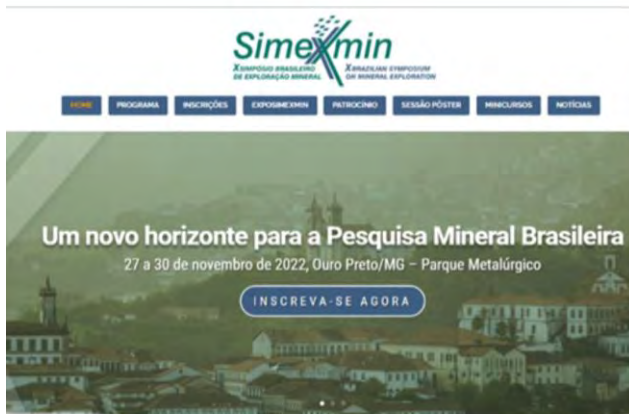 Simexmin
X SIMPÓSIO BRASILEIRO
DE EXPLORAÇÃO MINERAL
X BRAZILIAN SYMPOSIUM
ON MINERAL EXPLORATION
HOME PROGRAMA INSCRIÇÕES EXPOSIMEXMIN PATROCÍNIO SESSÃO PÔSTER MINICURSOS NOTÍCIAS
Um novo horizonte para a Pesquisa Mineral Brasileira
27 a 30 de novembro de 2022, Ouro Preto/MG – Parque Metalúrgico
INSCREVA-SE AGORA